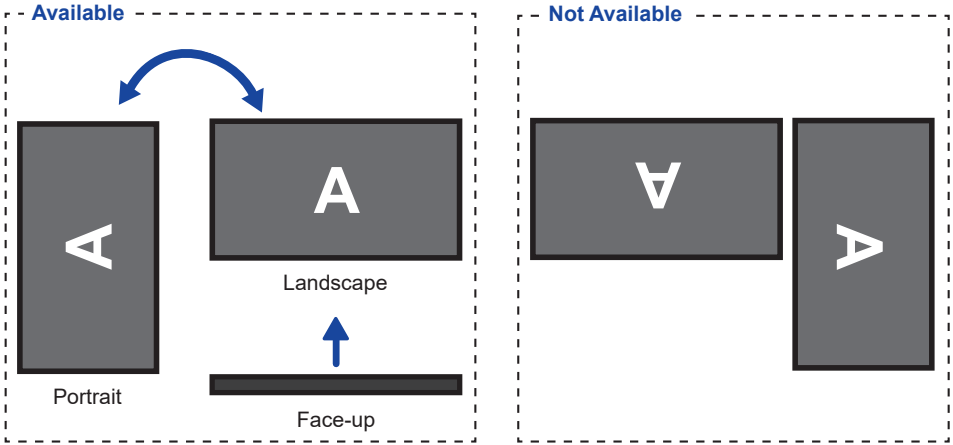 Available
A
A
Landscape
Portrait
Face-up
Not Available
A
A